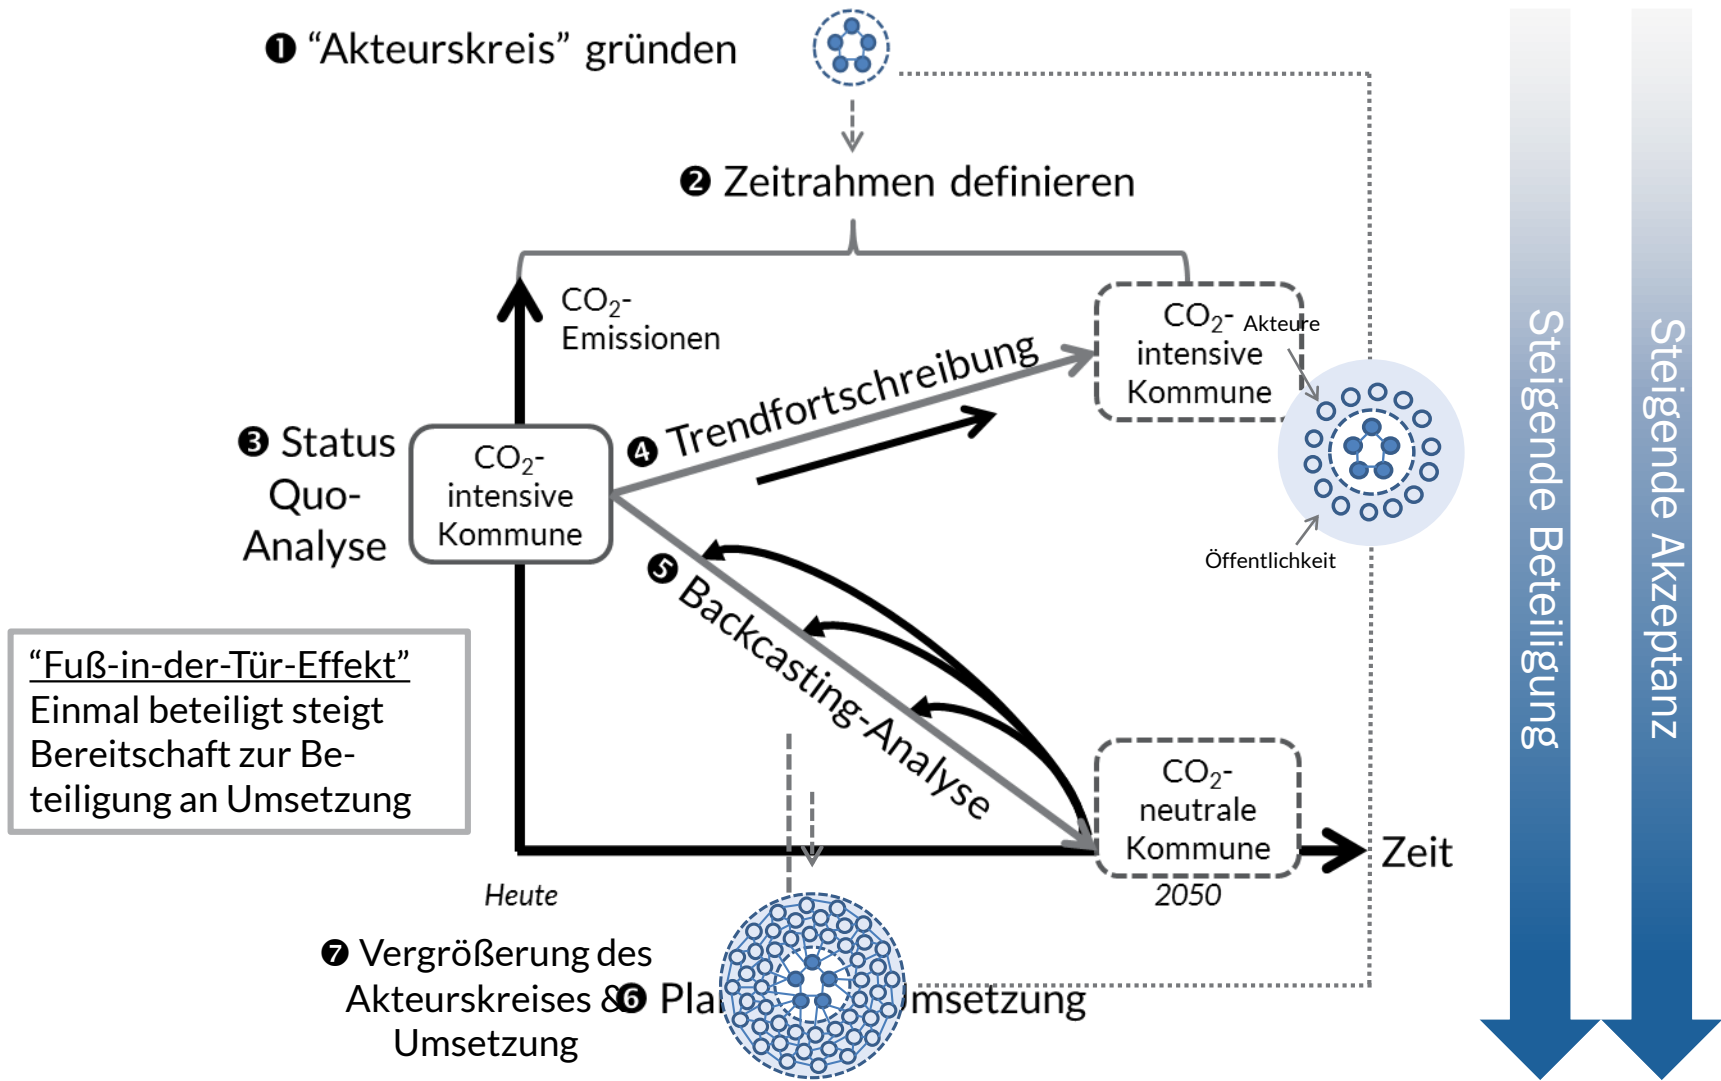 ❶ “Akteurskreis” gründen
❷ Zeitrahmen definieren
CO₂-
Emissionen
CO₂-
intensive
Kommune
Akteure
❹ Trendfortschreibung
❸ Status
Quo-
Analyse
CO₂-
intensive
Kommune
Öffentlichkeit
❺ Backcasting-Analyse
“Fuß-in-der-Tür-Effekt”
Einmal beteiligt steigt
Bereitschaft zur Be-
teiligung an Umsetzung
CO₂-
neutrale
Kommune
Zeit
Heute
2050
❼ Vergrößerung des
Akteurskreises &
Umsetzung
❻
Steigende Beteiligung
Steigende Akzeptanz